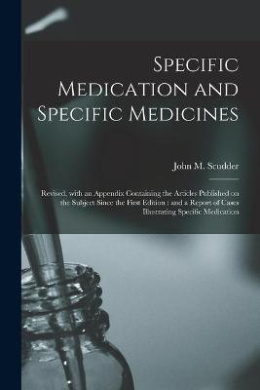 Specific
Medication and
Specific Medicines
John M. Scudder
Revised, with an Appendix Containing the Articles Published on
the Subject Since the First Edition : and a Report of Cases
Illustrating Specific Medication